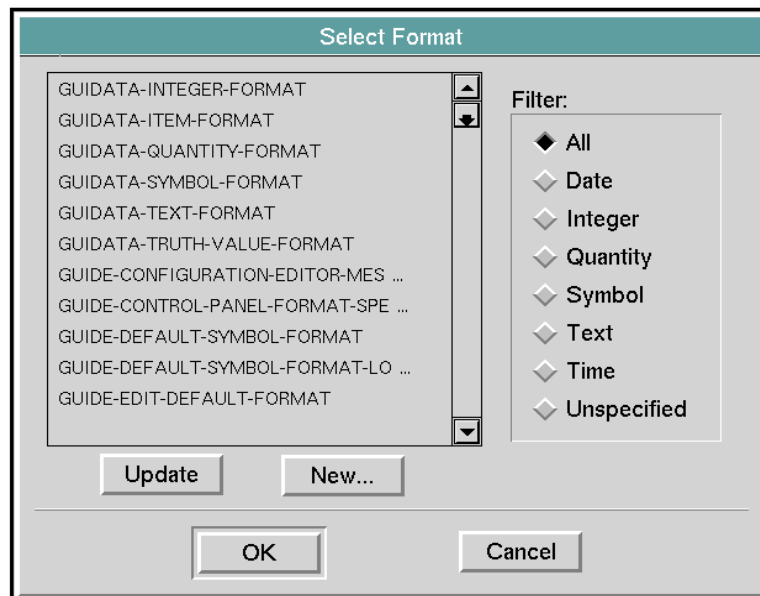 Select Format
GUIDATA-INTEGER-FORMAT
GUIDATA-ITEM-FORMAT
GUIDATA-QUANTITY-FORMAT
GUIDATA-SYMBOL-FORMAT
GUIDATA-TEXT-FORMAT
GUIDATA-TRUTH-VALUE-FORMAT
GUIDE-CONFIGURATION-EDITOR-MES ...
GUIDE-CONTROL-PANEL-FORMAT-SPE ...
GUIDE-DEFAULT-SYMBOL-FORMAT
GUIDE-DEFAULT-SYMBOL-FORMAT-LO ...
GUIDE-EDIT-DEFAULT-FORMAT
Filter:
All
Date
Integer
Quantity
Symbol
Text
Time
Unspecified
Update
New...
OK
Cancel